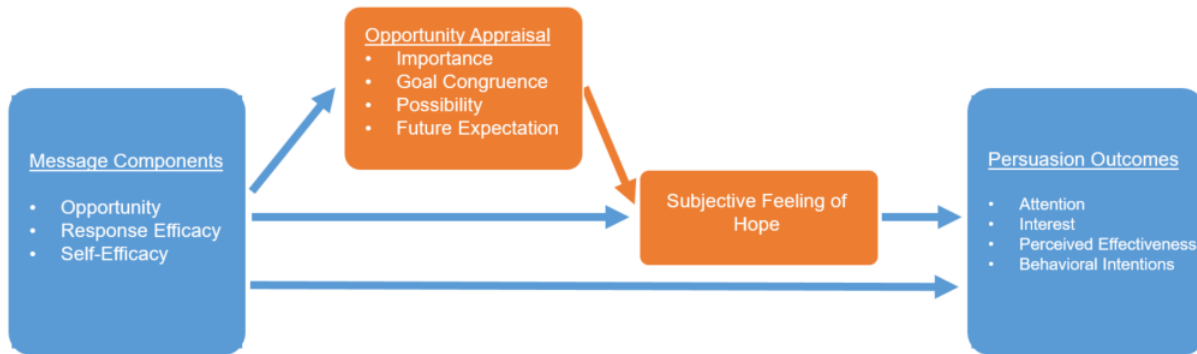 Opportunity Appraisal
• Importance
• Goal Congruence
• Possibility
• Future Expectation
Message Components
• Opportunity
• Response Efficacy
• Self-Efficacy
Subjective Feeling of
Hope
Persuasion Outcomes
• Attention
• Interest
• Perceived Effectiveness
• Behavioral Intentions